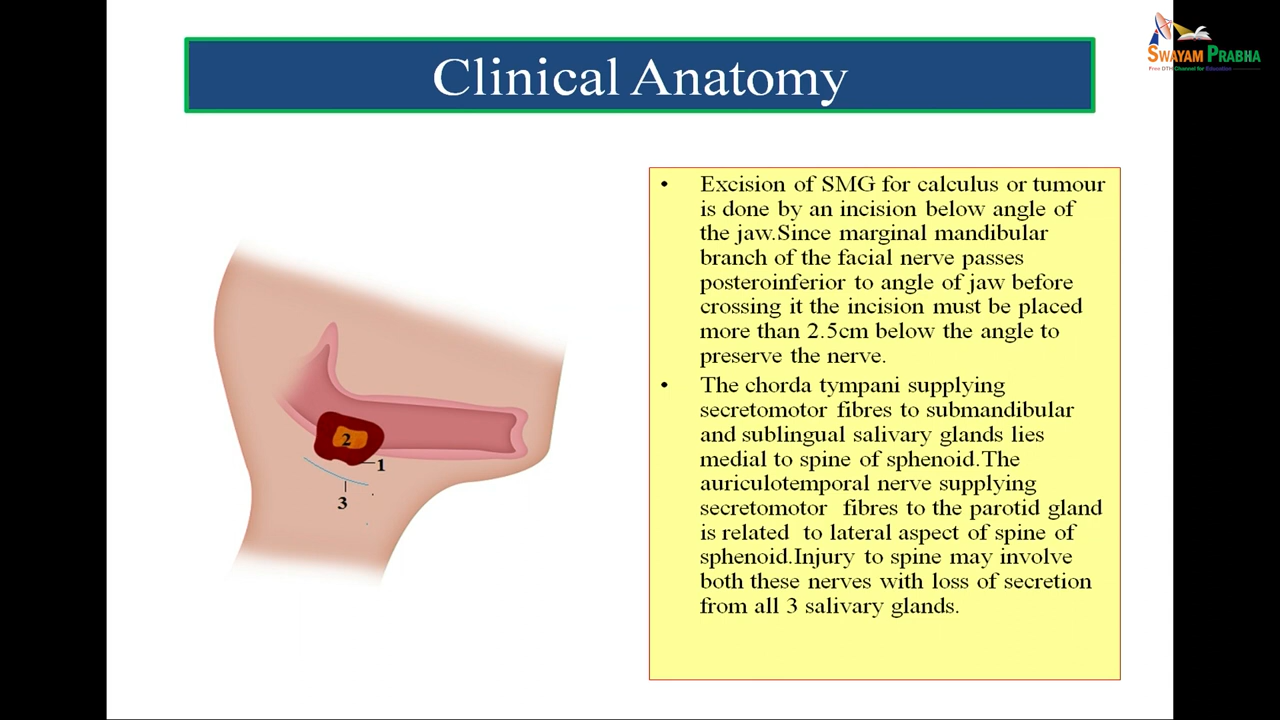 SWAYAM PRABHA
Free DTH Channel for Education
Clinical Anatomy
• Excision of SMG for calculus or tumour
is done by an incision below angle of
the jaw.Since marginal mandibular
branch of the facial nerve passes
posteroinferior to angle of jaw before
crossing it the incision must be placed
more than 2.5cm below the angle to
preserve the nerve.
• The chorda tympani supplying
secretomotor fibres to submandibular
and sublingual salivary glands lies
medial to spine of sphenoid.The
auriculotemporal nerve supplying
secretomotor fibres to the parotid gland
is related to lateral aspect of spine of
sphenoid.Injury to spine may involve
both these nerves with loss of secretion
from all 3 salivary glands.
2
1
3